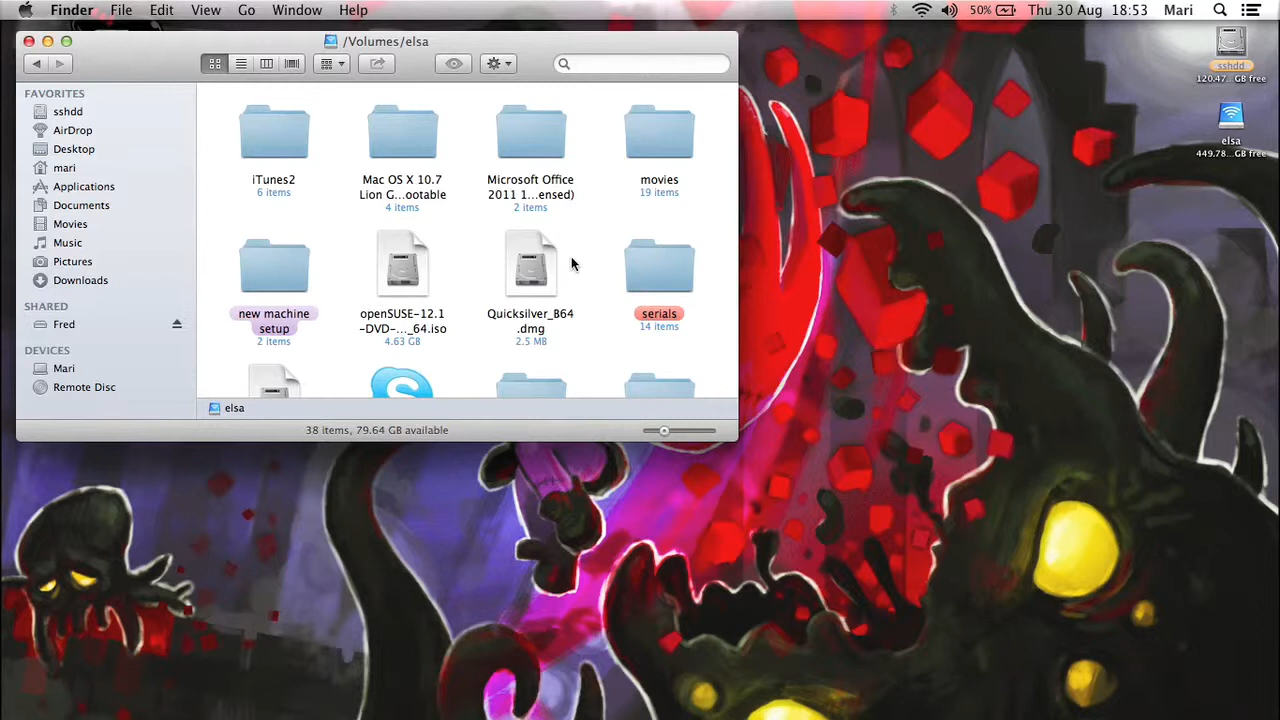 Finder File Edit View Go Window Help 50% Thu 30 Aug 18:53 Mari
/Volumes/elsa
FAVORITES
sshdd
AirDrop
Desktop
mari
Applications
Documents
Movies
Music
Pictures
Downloads
SHARED
Fred
DEVICES
Mari
Remote Disc
iTunes2
6 items
Mac OS X 10.7
Lion G...ootable
4 items
Microsoft Office
2011 1...ensed)
2 items
movies
19 items
new machine
setup
2 items
openSUSE-12.1
-DVD-..._64.iso
4.63 GB
Quicksilver_B64
.dmg
2.5 MB
serials
14 items
elsa
38 items, 79.64 GB available
sshdd
120.47... GB free
elsa
449.78... GB free